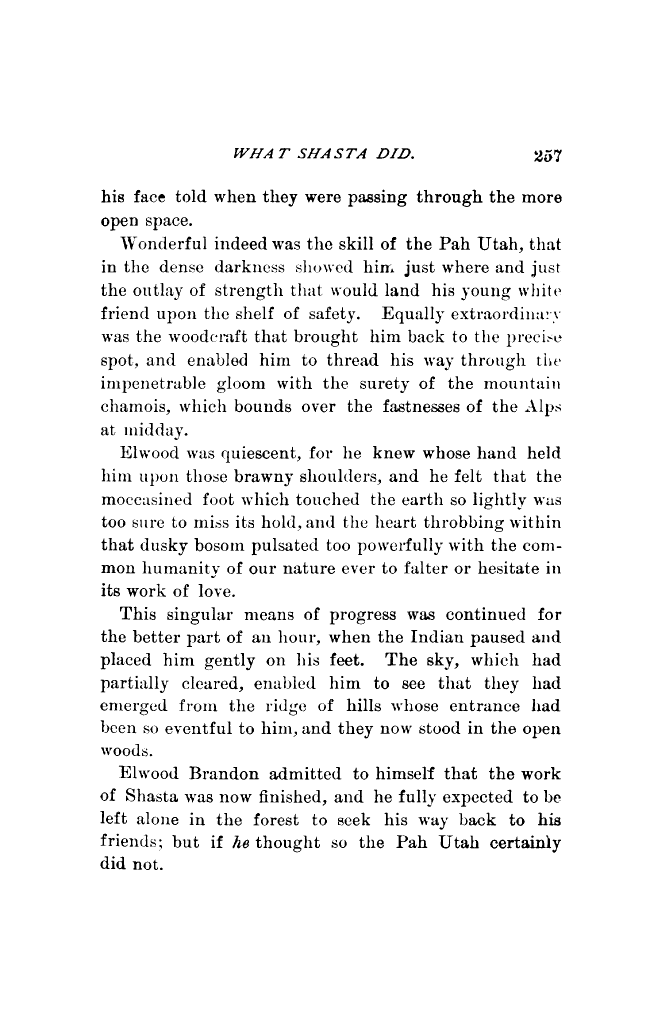 WHAT SHASTA DID. 257
his face told when they were passing through the more
open space.
Wonderful indeed was the skill of the Pah Utah, that
in the dense darkness showed him just where and just
the outlay of strength that would land his young white
friend upon the shelf of safety. Equally extraordinary
was the woodcraft that brought him back to the precise
spot, and enabled him to thread his way through the
impenetrable gloom with the surety of the mountain
chamois, which bounds over the fastnesses of the Alps
at midday.
Elwood was quiescent, for he knew whose hand held
him upon those brawny shoulders, and he felt that the
moccasined foot which touched the earth so lightly was
too sure to miss its hold, and the heart throbbing within
that dusky bosom pulsated too powerfully with the com-
mon humanity of our nature ever to falter or hesitate in
its work of love.
This singular means of progress was continued for
the better part of an hour, when the Indian paused and
placed him gently on his feet. The sky, which had
partially cleared, enabled him to see that they had
emerged from the ridge of hills whose entrance had
been so eventful to him, and they now stood in the open
woods.
Elwood Brandon admitted to himself that the work
of Shasta was now finished, and he fully expected to be
left alone in the forest to seek his way back to his
friends; but if he thought so the Pah Utah certainly
did not.